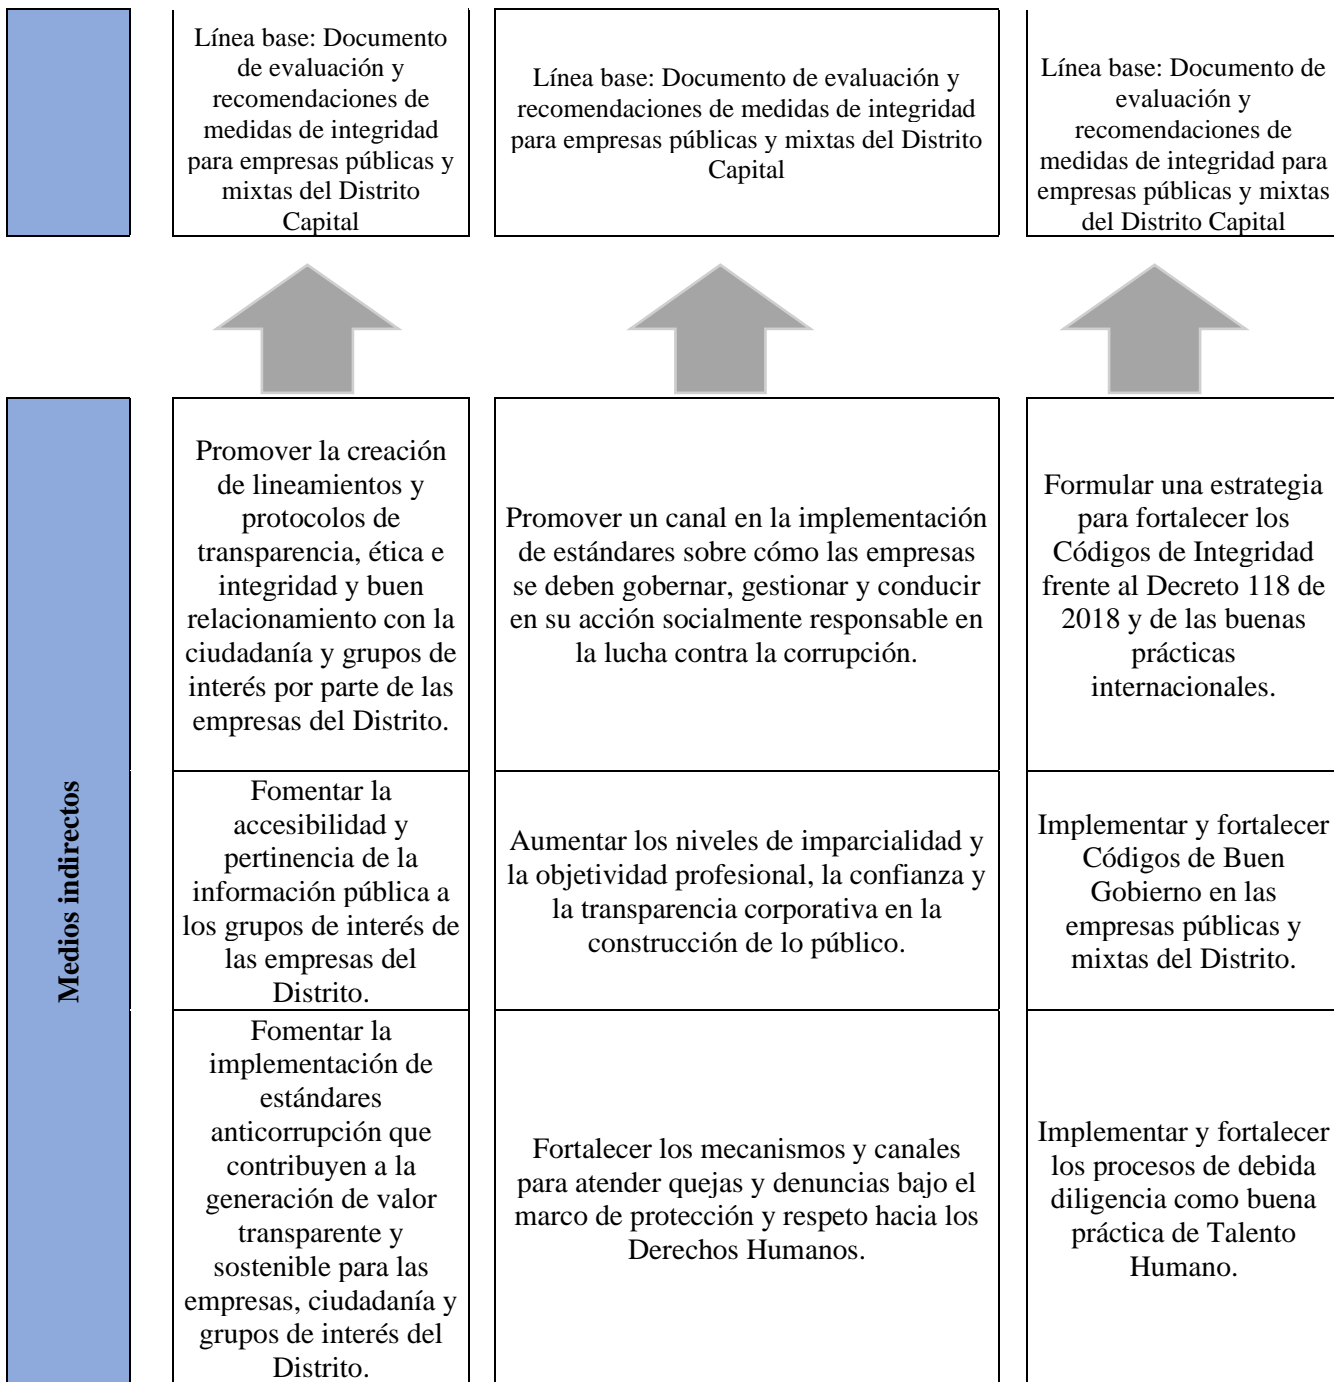 Línea base: Documento
de evaluación y
recomendaciones de
medidas de integridad
para empresas públicas y
mixtas del Distrito
Capital
Línea base: Documento de evaluación y
recomendaciones de medidas de integridad
para empresas públicas y mixtas del Distrito
Capital
Línea base: Documento de
evaluación y
recomendaciones de
medidas de integridad para
empresas públicas y mixtas
del Distrito Capital
Medios indirectos
Promover la creación
de lineamientos y
protocolos de
transparencia, ética e
integridad y buen
relacionamiento con la
ciudadanía y grupos de
interés por parte de las
empresas del Distrito.
Promover un canal en la implementación
de estándares sobre cómo las empresas
se deben gobernar, gestionar y conducir
en su acción socialmente responsable en
la lucha contra la corrupción.
Formular una estrategia
para fortalecer los
Códigos de Integridad
frente al Decreto 118 de
2018 y de las buenas
prácticas
internacionales.
Fomentar la
accesibilidad y
pertinencia de la
información pública a
los grupos de interés de
las empresas del
Distrito.
Aumentar los niveles de imparcialidad y
la objetividad profesional, la confianza y
la transparencia corporativa en la
construcción de lo público.
Implementar y fortalecer
Códigos de Buen
Gobierno en las
empresas públicas y
mixtas del Distrito.
Fomentar la
implementación de
estándares
anticorrupción que
contribuyen a la
generación de valor
transparente y
sostenible para las
empresas, ciudadanía y
grupos de interés del
Distrito.
Fortalecer los mecanismos y canales
para atender quejas y denuncias bajo el
marco de protección y respeto hacia los
Derechos Humanos.
Implementar y fortalecer
los procesos de debida
diligencia como buena
práctica de Talento
Humano.